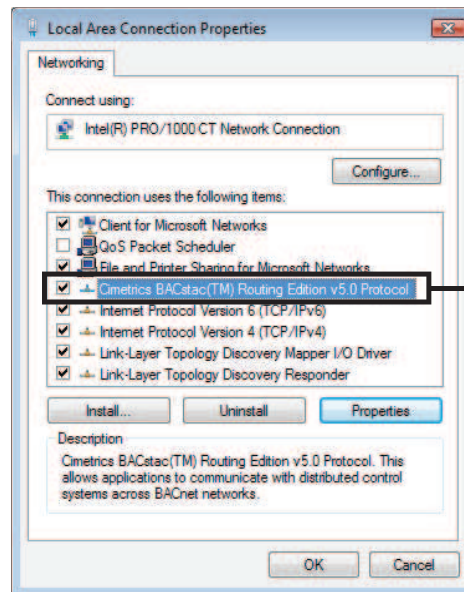 Local Area Connection Properties
Networking
Connect using:
Intel(R) PRO/1000 CT Network Connection
Configure...
This connection uses the following items:
Client for Microsoft Networks
QoS Packet Scheduler
File and Printer Sharing for Microsoft Networks
Cimetrics BACstac(TM) Routing Edition v5.0 Protocol
Internet Protocol Version 6 (TCP/IPv6)
Internet Protocol Version 4 (TCP/IPv4)
Link-Layer Topology Discovery Mapper I/O Driver
Link-Layer Topology Discovery Responder
Install... Uninstall Properties
Description
Cimetrics BACstac(TM) Routing Edition v5.0 Protocol. This
allows applications to communicate with distributed control
systems across BACnet networks.
OK Cancel